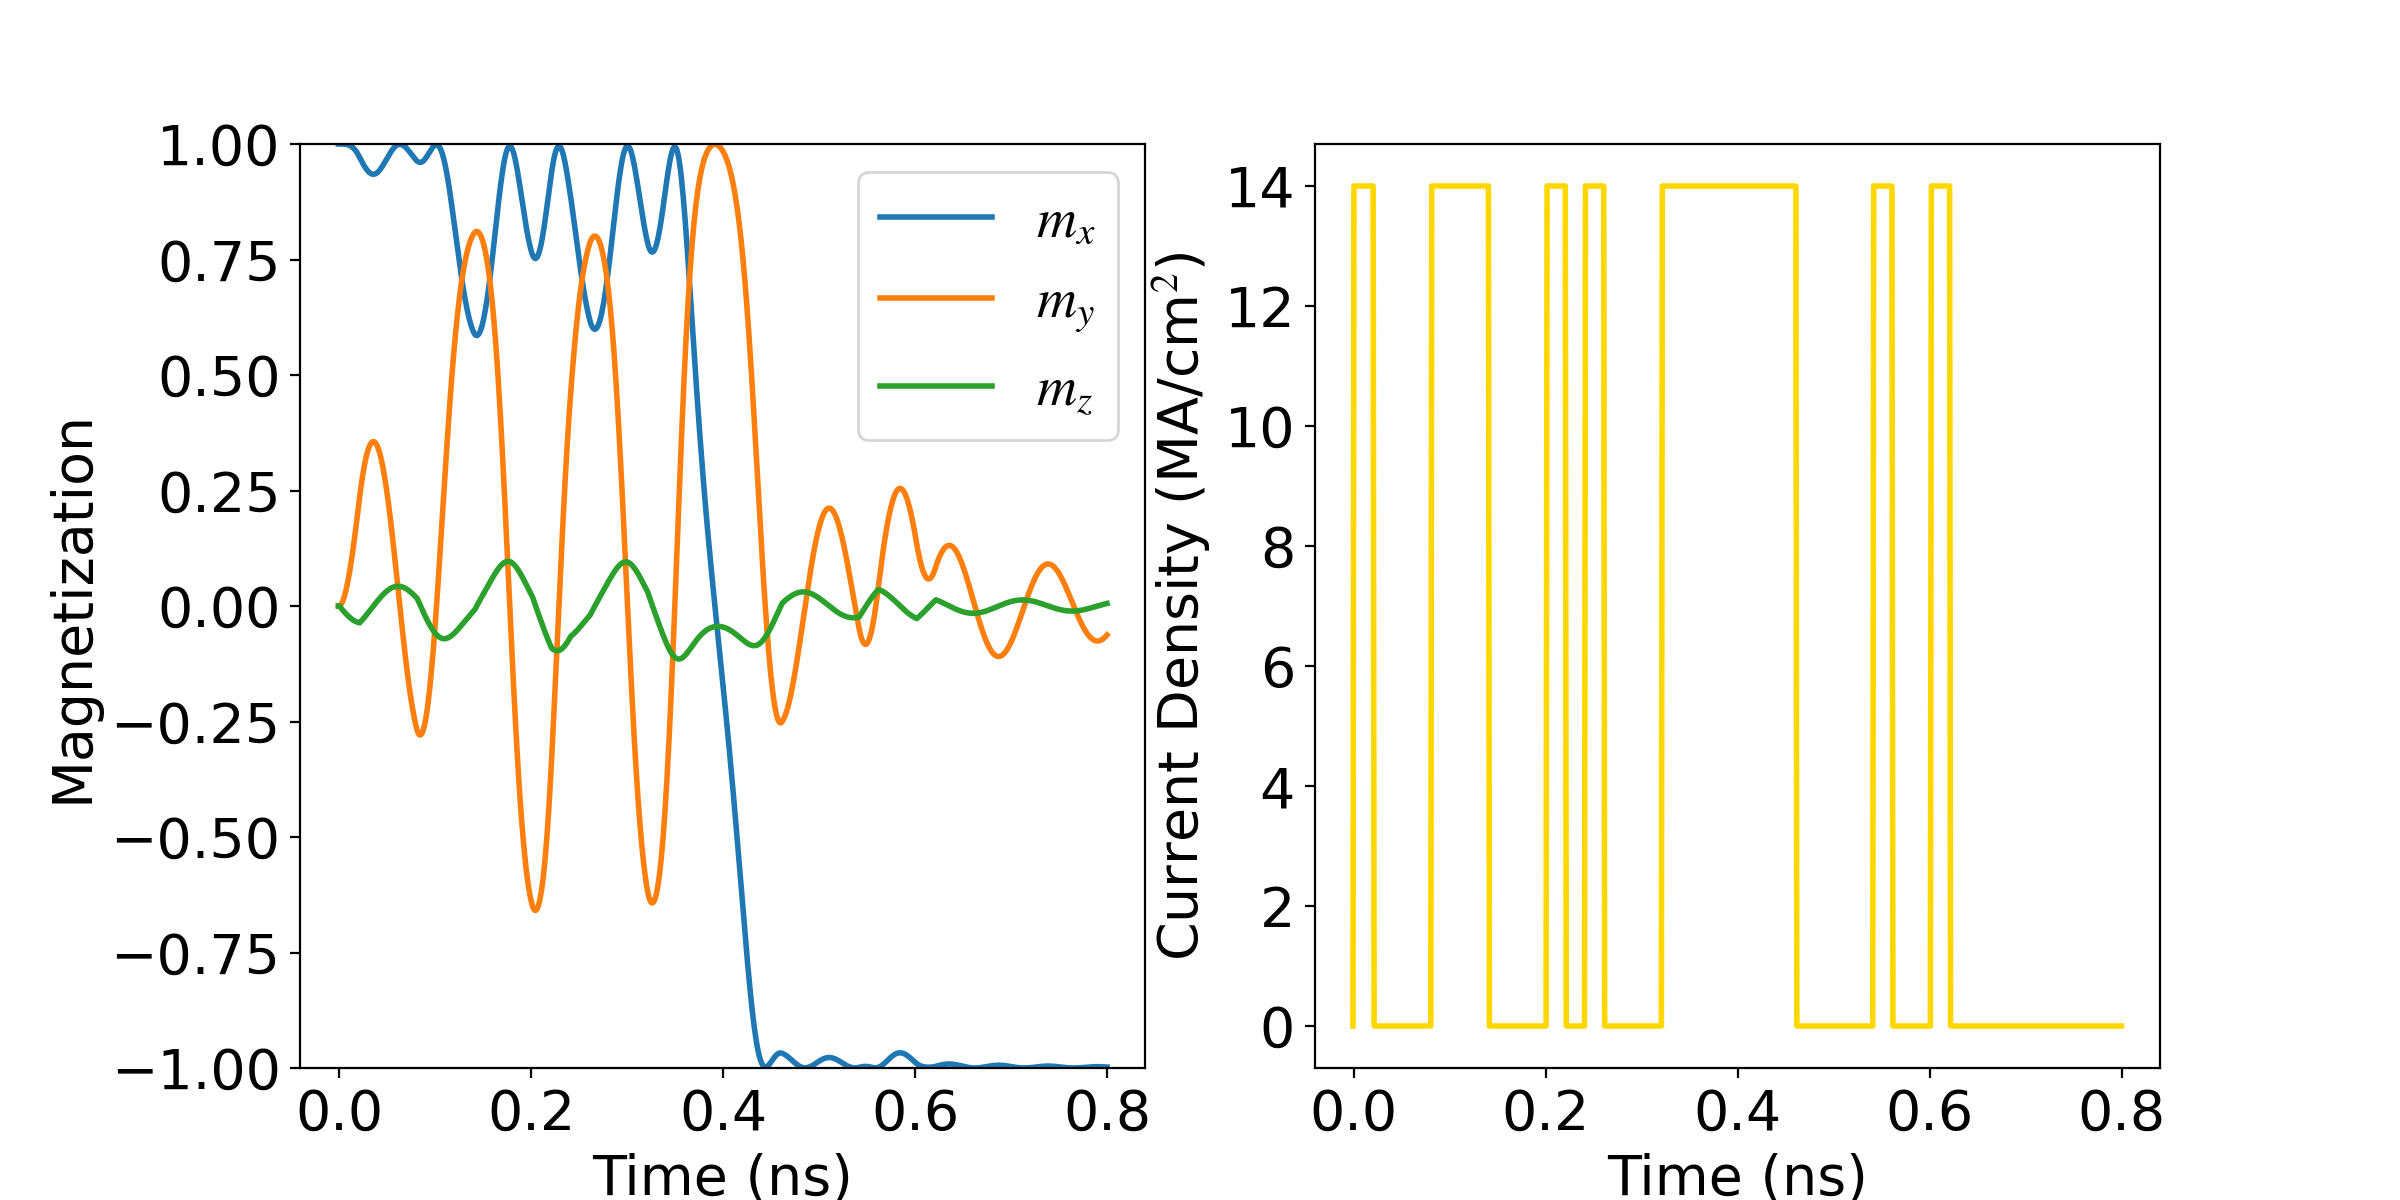 Magnetization
1.00
0.75
0.50
0.25
0.00
−0.25
−0.50
−0.75
−1.00
0.0 0.2 0.4 0.6 0.8
Time (ns)
m_x
m_y
m_z
Current Density (MA/cm²)
14
12
10
8
6
4
2
0
0.0 0.2 0.4 0.6 0.8
Time (ns)